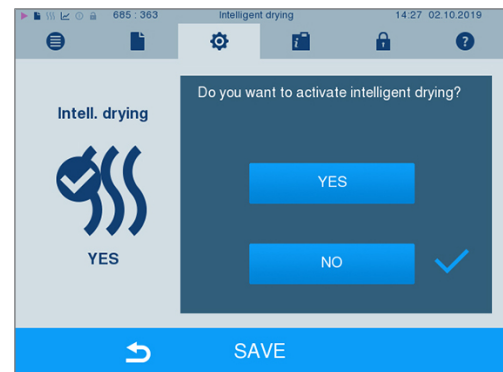 685 : 363 Intelligent drying 14:27 02.10.2019
Do you want to activate intelligent drying?
Intell. drying
YES
YES
NO
SAVE